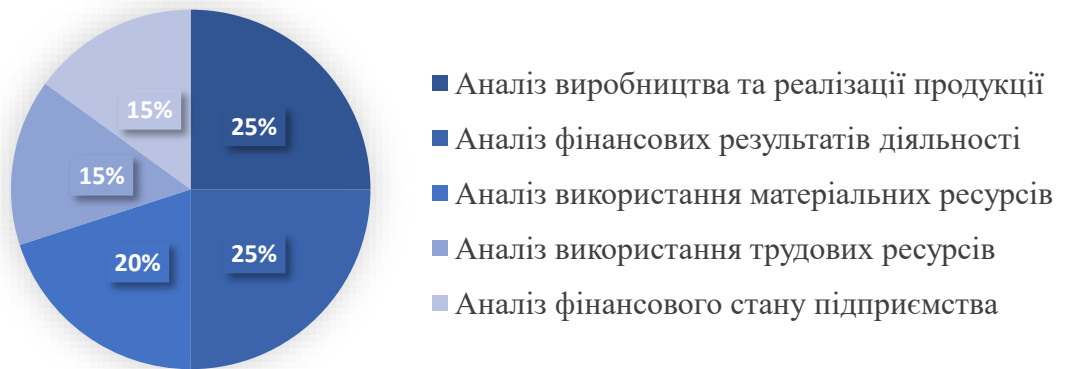 25%
25%
20%
15%
15%
Аналіз виробництва та реалізації продукції
Аналіз фінансових результатів діяльності
Аналіз використання матеріальних ресурсів
Аналіз використання трудових ресурсів
Аналіз фінансового стану підприємства